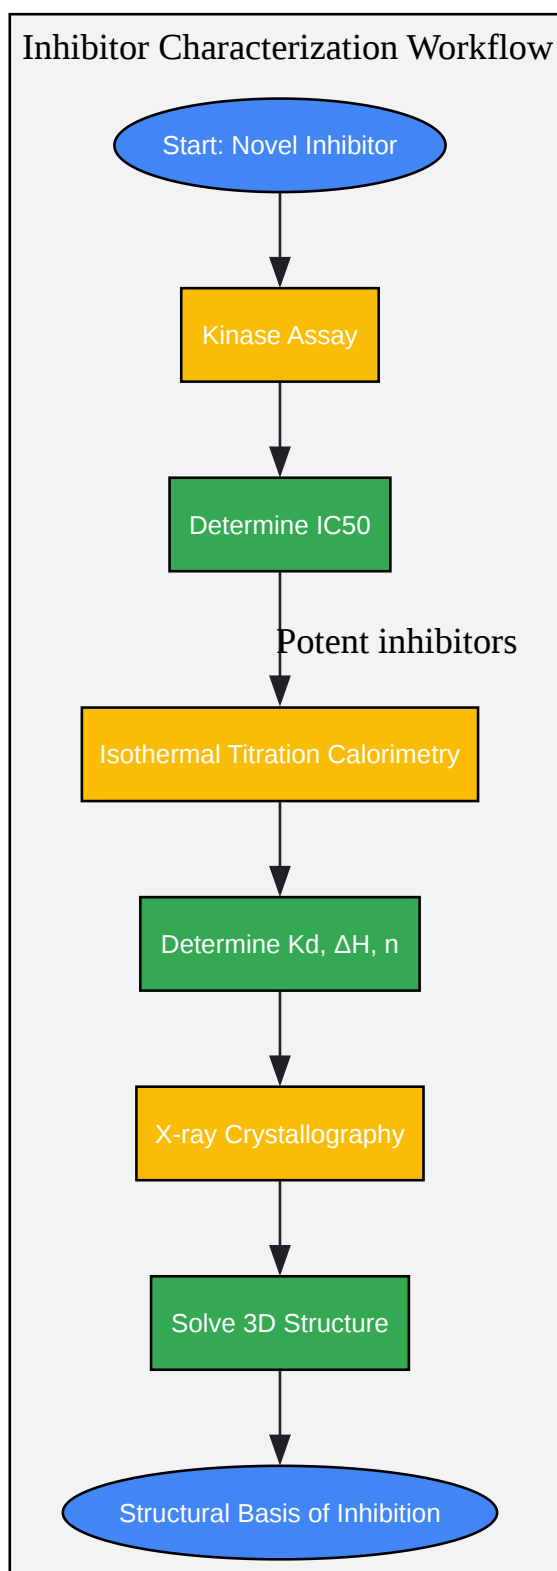 Inhibitor Characterization Workflow
Start: Novel Inhibitor
Kinase Assay
Determine IC50
Potent inhibitors
Isothermal Titration Calorimetry
Determine Kd, ΔH, n
X-ray Crystallography
Solve 3D Structure
Structural Basis of Inhibition